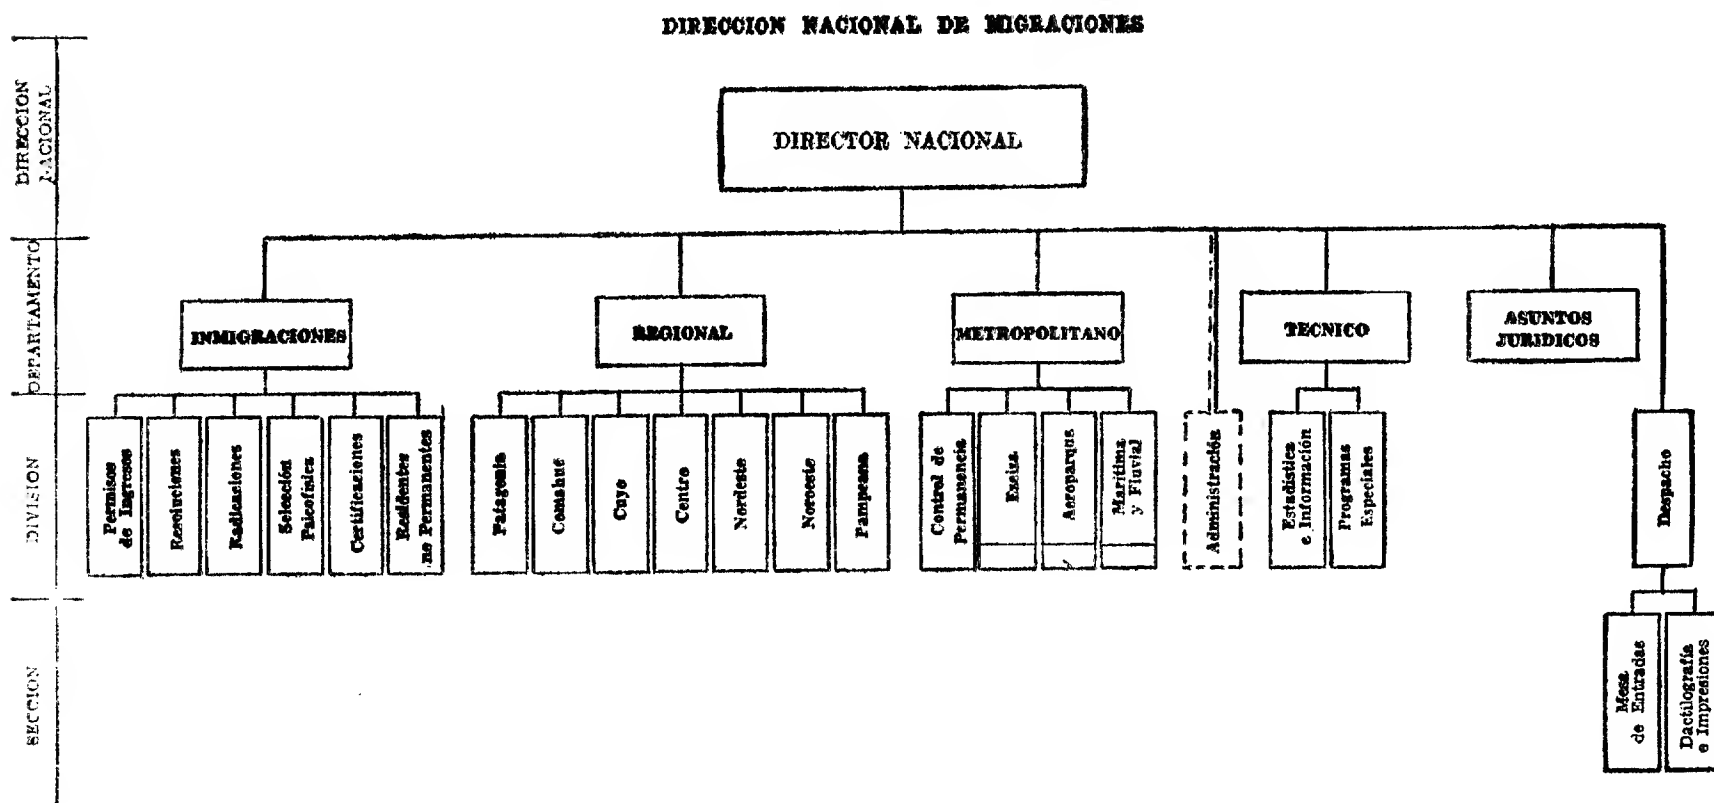 DIRECCION NACIONAL DE MIGRACIONES
DIRECCION
NACIONAL
DIRECTOR NACIONAL
DEPARTAMENTO
INMIGRACIONES
REGIONAL
METROPOLITANO
TECNICO
ASUNTOS
JURIDICOS
DIVISION
Permisos
de Ingresos
Resoluciones
Radicaciones
Selección
Psicofísica
Certificaciones
Residentes
no Permanentes
Patagonia
Comahue
Cuyo
Centro
Nordeste
Noroeste
Pampeana
Control de
Permanencia
Ezeiza
Aeroparque
Marítima
y Fluvial
Administración
Estadística
e Información
Programas
Especiales
Despacho
SECCION
Mesa
de Entradas
Dactilografía
e Impresiones